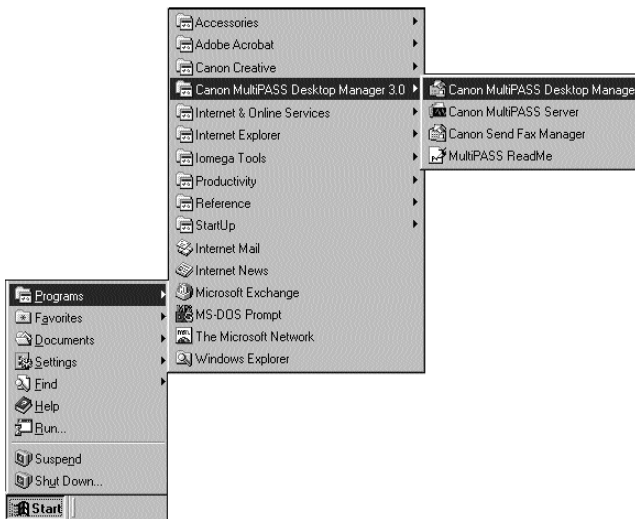 Accessories
Adobe Acrobat
Canon Creative
Canon MultiPASS Desktop Manager 3.0
Internet & Online Services
Internet Explorer
Iomega Tools
Productivity
Reference
StartUp
Internet Mail
Internet News
Microsoft Exchange
MS-DOS Prompt
The Microsoft Network
Windows Explorer
Canon MultiPASS Desktop Manage
Canon MultiPASS Server
Canon Send Fax Manager
MultiPASS ReadMe
Programs
Favorites
Documents
Settings
Find
Help
Run...
Suspend
Shut Down...
Start